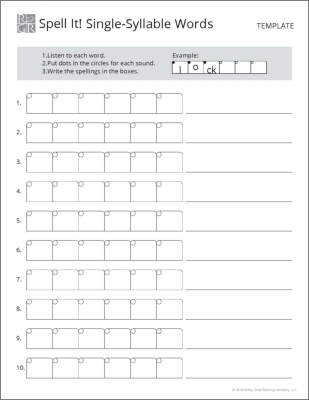 Spell It! Single-Syllable Words
TEMPLATE
1.Listen to each word.
2.Put dots in the circles for each sound.
3.Write the spellings in the boxes.
Example:
l o ck
1.
2.
3.
4.
5.
6.
7.
8.
9.
10.